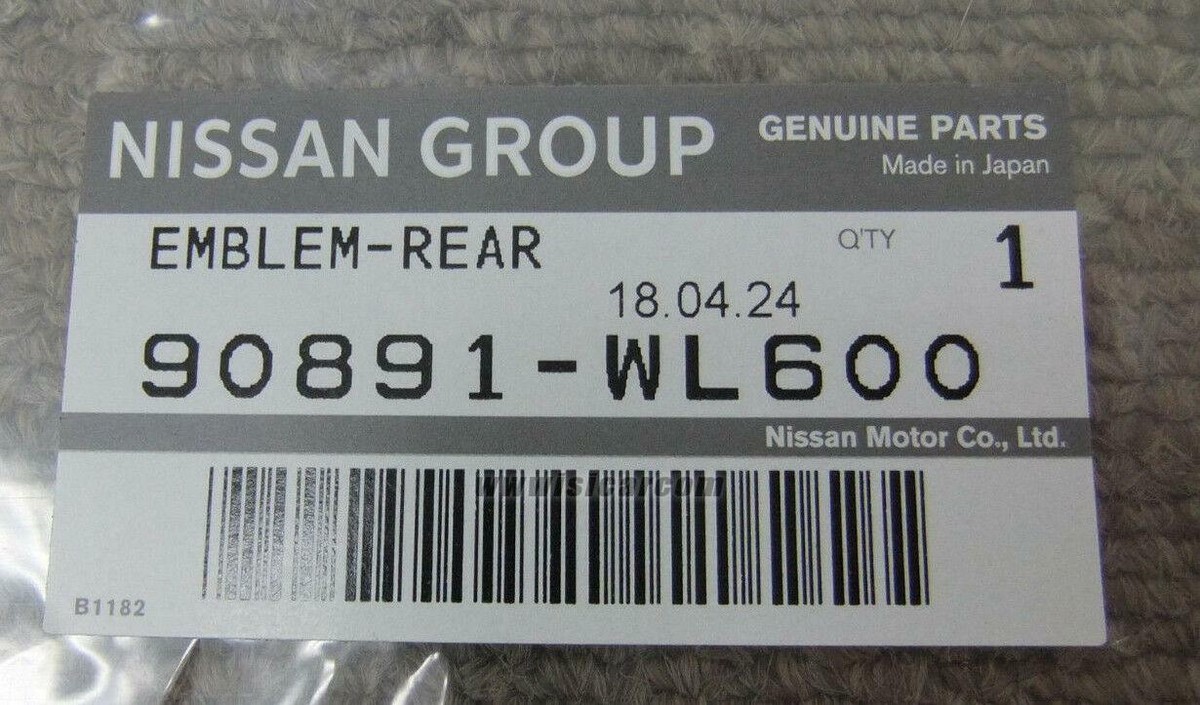 NISSAN GROUP
GENUINE PARTS
Made in Japan
EMBLEM-REAR
Q'TY 1
18.04.24
90891-WL600
Nissan Motor Co., Ltd.
B1182